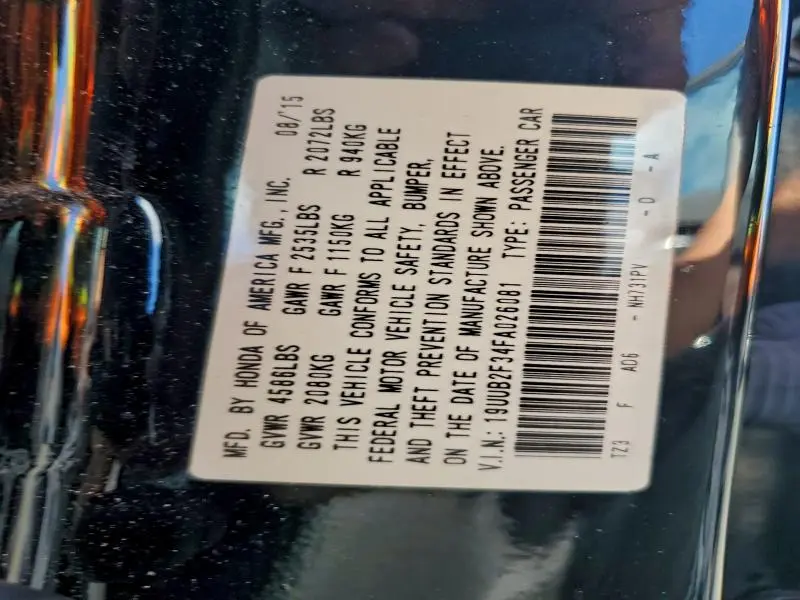 MFD. BY HONDA OF AMERICA MFG., INC. 08/15
GVWR 4586LBS GAWR F 2535LBS R 2072LBS
GVWR 2080KG GAWR F 1150KG R 940KG
THIS VEHICLE CONFORMS TO ALL APPLICABLE
FEDERAL MOTOR VEHICLE SAFETY, BUMPER,
AND THEFT PREVENTION STANDARDS IN EFFECT
ON THE DATE OF MANUFACTURE SHOWN ABOVE.
V.I.N.: 19UUB2F34FA026061 TYPE: PASSENGER CAR
TZ3 F A06 - NH731PV - D - A